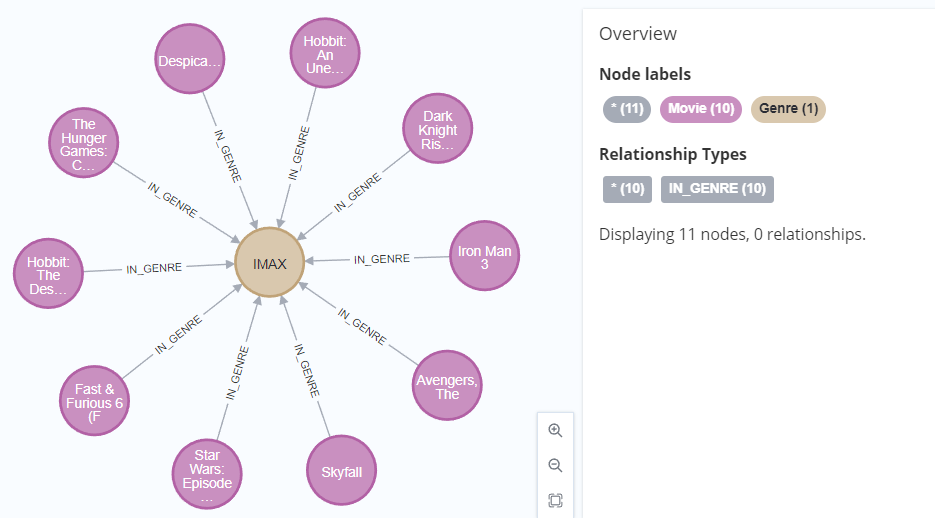 Despica...
Hobbit:
An
Une...
The
Hunger
Games:
C...
Dark
Knight
Ris...
IN_GENRE
IN_GENRE
IN_GENRE
IN_GENRE
Hobbit:
The
Des...
IN_GENRE
IMAX
IN_GENRE
Iron Man
3
IN_GENRE
IN_GENRE
IN_GENRE
IN_GENRE
Fast &
Furious 6
(F
Avengers,
The
Star
Wars:
Episode
...
Skyfall
Overview
Node labels
* (11) Movie (10) Genre (1)
Relationship Types
* (10) IN_GENRE (10)
Displaying 11 nodes, 0 relationships.